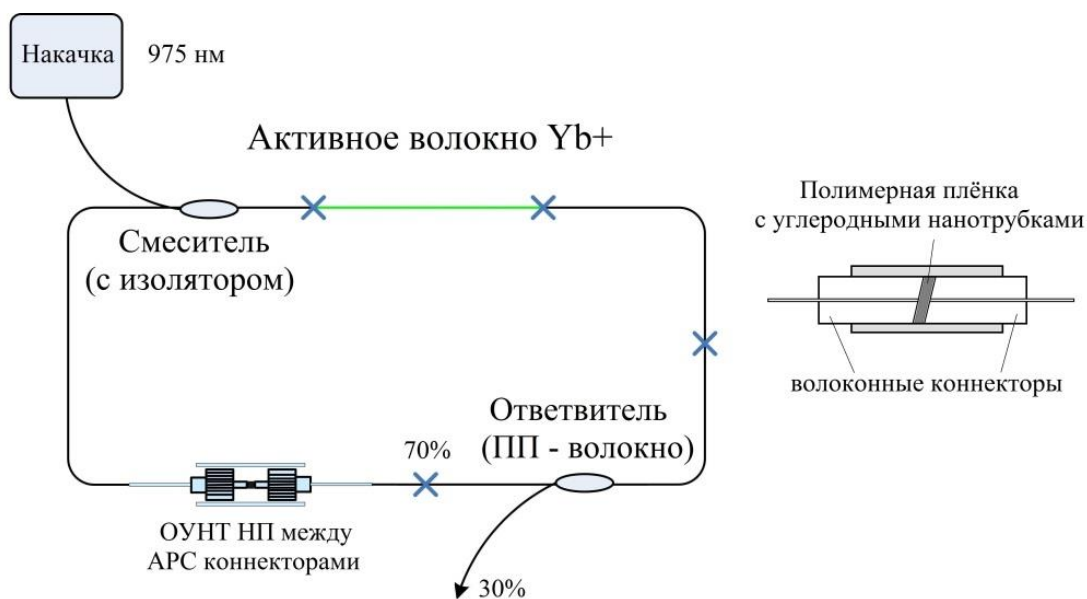 Накачка
975 нм
Активное волокно Yb+
Смеситель
(с изолятором)
Полимерная плёнка
с углеродными нанотрубками
волоконные коннекторы
Ответвитель
(ПП - волокно)
70%
ОУНТ НП между
АРС коннекторами
30%